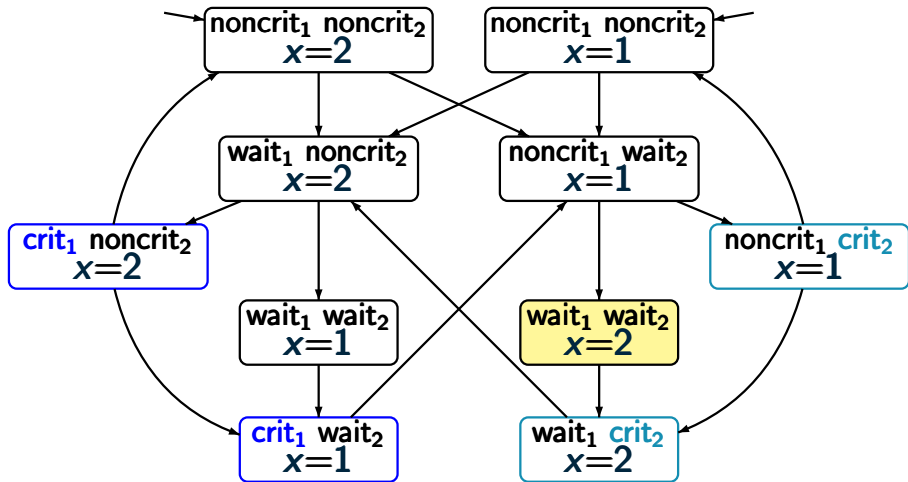 noncrit₁ noncrit₂
x=2
noncrit₁ noncrit₂
x=1
wait₁ noncrit₂
x=2
noncrit₁ wait₂
x=1
crit₁ noncrit₂
x=2
noncrit₁ crit₂
x=1
wait₁ wait₂
x=1
wait₁ wait₂
x=2
crit₁ wait₂
x=1
wait₁ crit₂
x=2